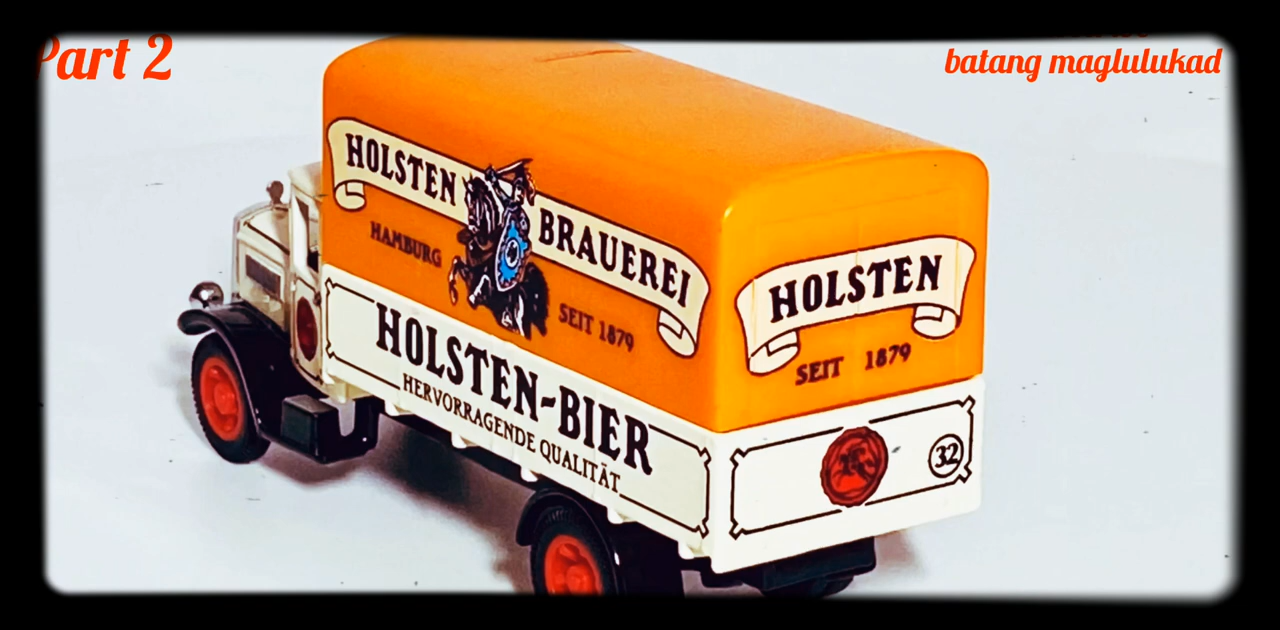 Part 2
batang maglulukad
HOLSTEN BRAUEREI
HAMBURG
SEIT 1879
HOLSTEN-BIER
HERVORRAGENDE QUALITÄT
HOLSTEN
SEIT 1879
32